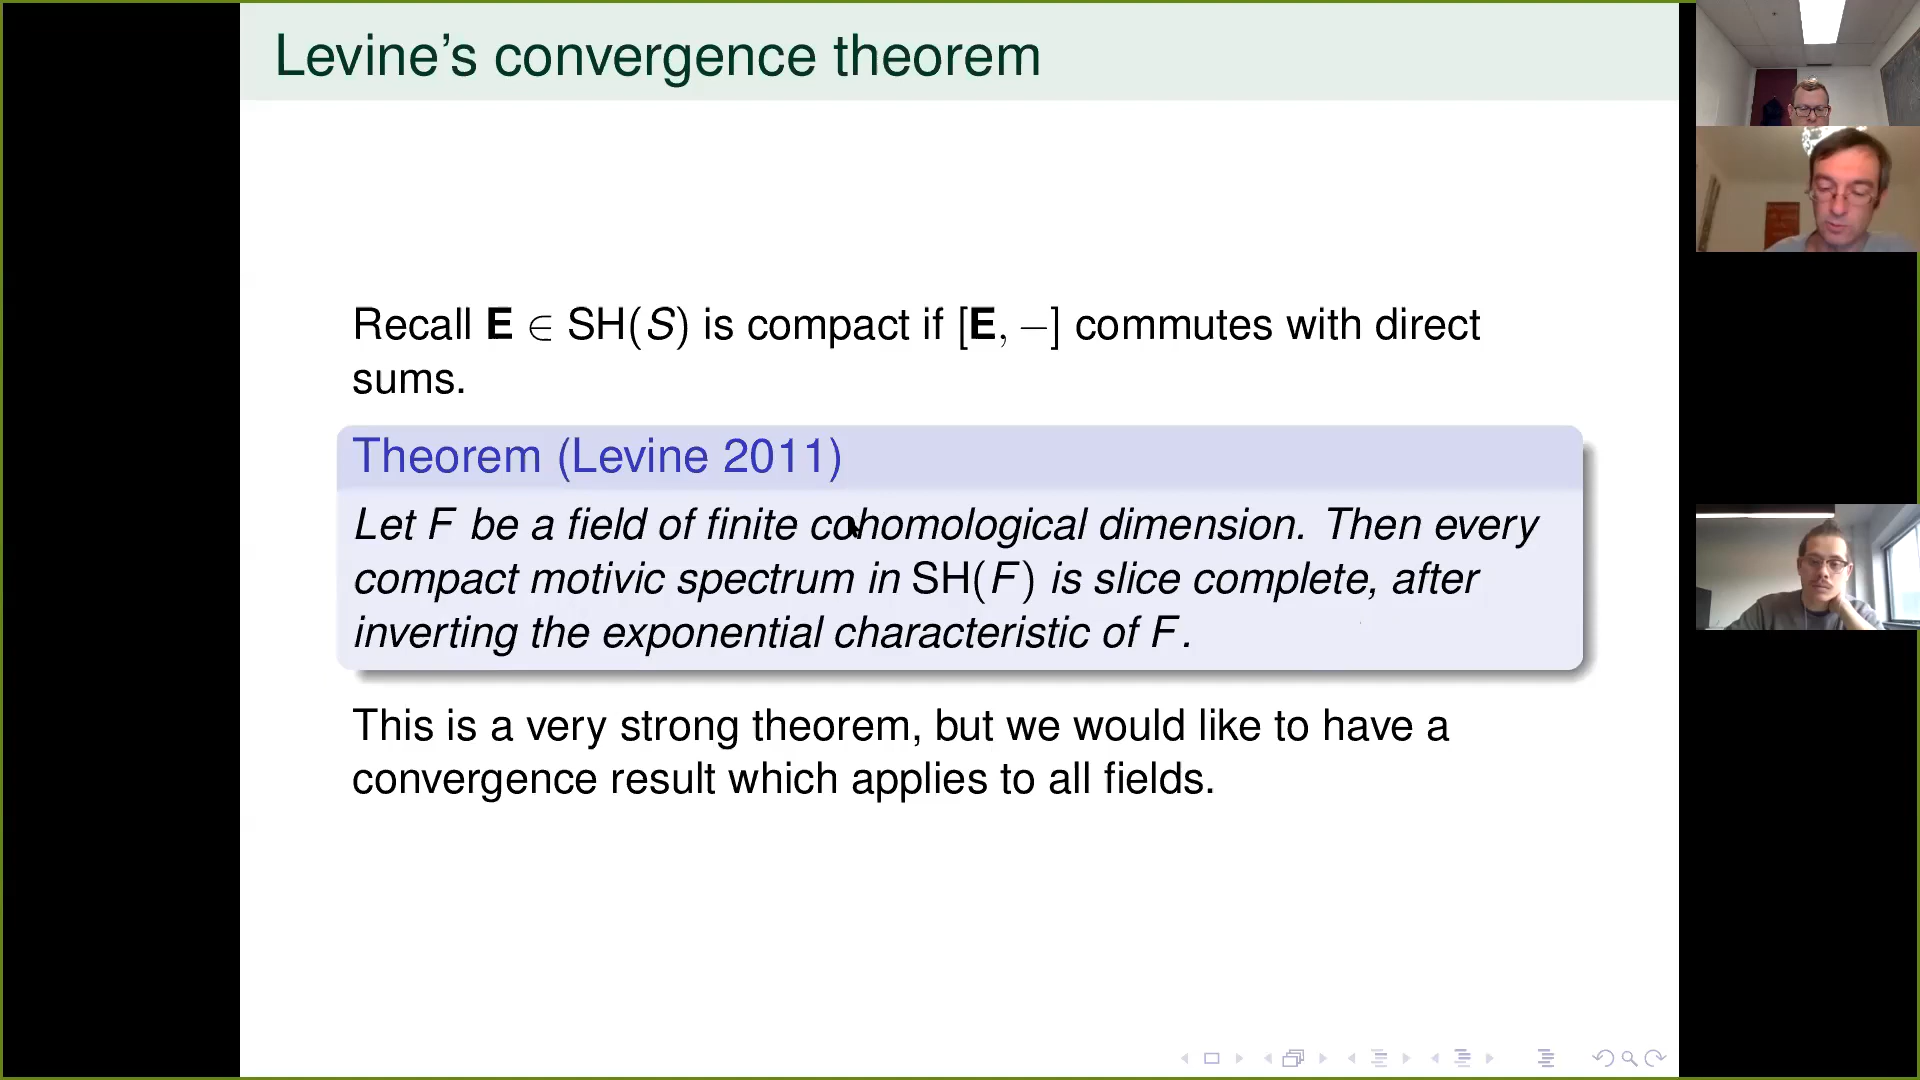 Levine’s convergence theorem
Recall E ∈ SH(S) is compact if [E, −] commutes with direct
sums.
Theorem (Levine 2011)
Let F be a field of finite cohomological dimension. Then every
compact motivic spectrum in SH(F) is slice complete, after
inverting the exponential characteristic of F.
This is a very strong theorem, but we would like to have a
convergence result which applies to all fields.